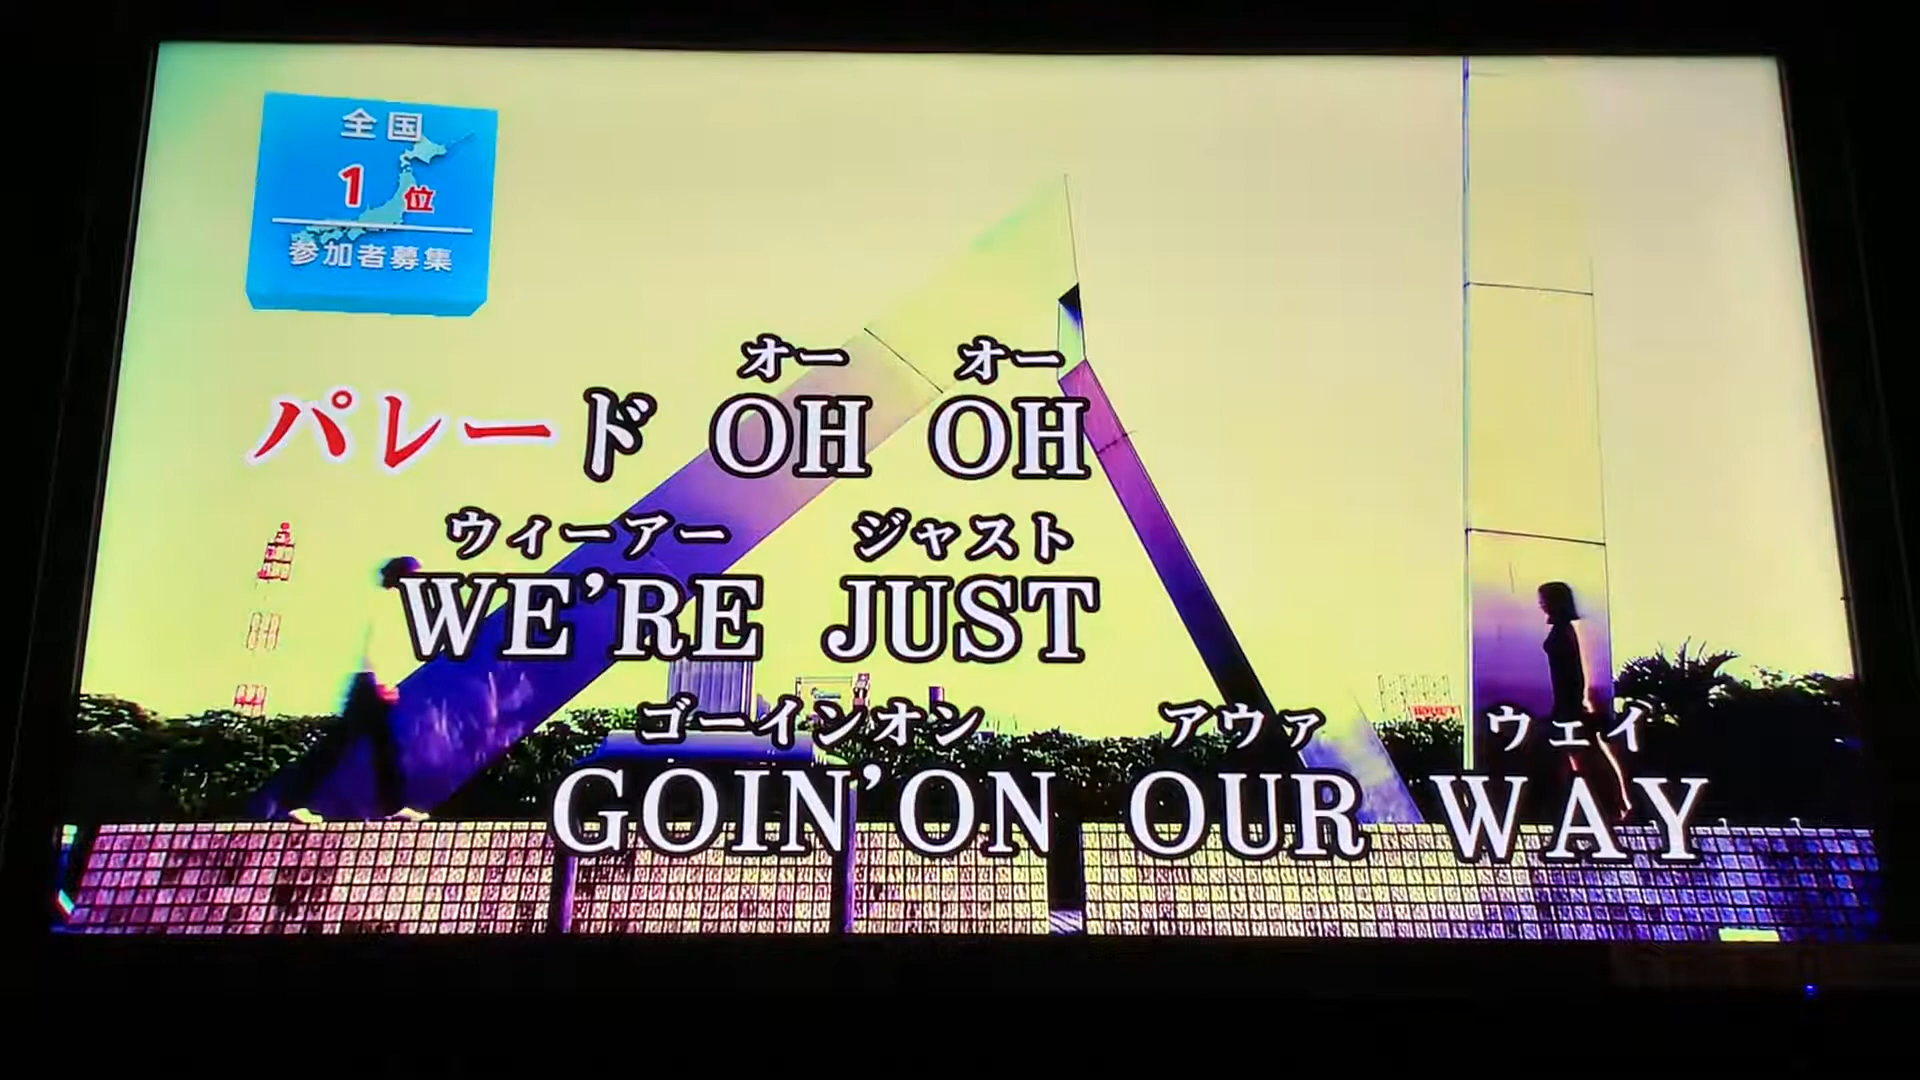 全国
1位
参加者募集
オー オー
パレード OH OH
ウィーアー ジャスト
WE'RE JUST
ゴーインオン アウァ ウェイ
GOIN'ON OUR WAY